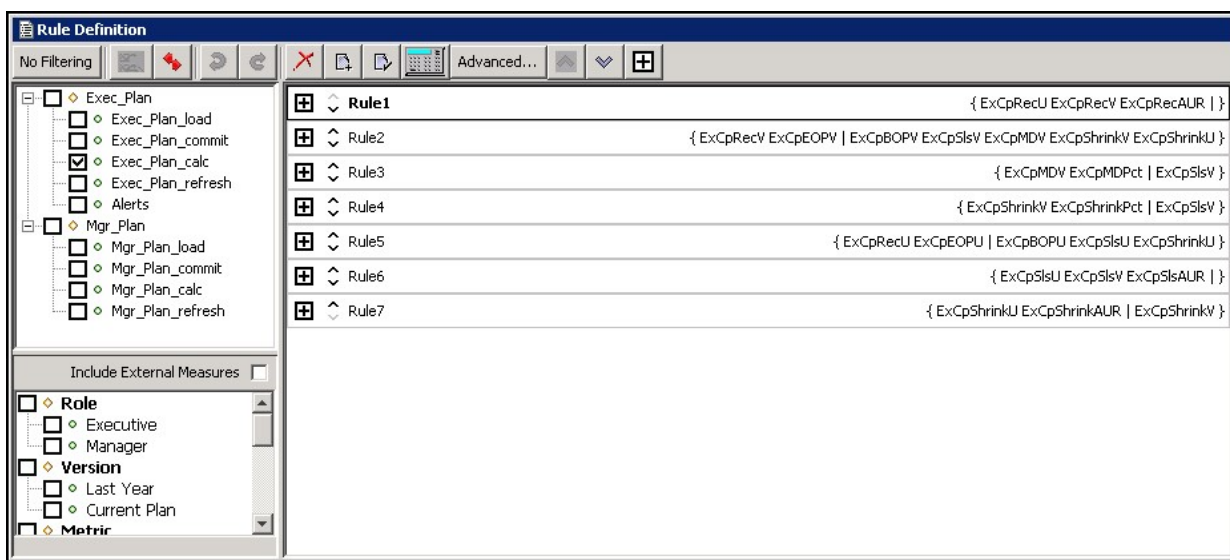 Rule Definition
No Filtering
Advanced...
Exec_Plan
Exec_Plan_load
Exec_Plan_commit
Exec_Plan_calc
Exec_Plan_refresh
Alerts
Mgr_Plan
Mgr_Plan_load
Mgr_Plan_commit
Mgr_Plan_calc
Mgr_Plan_refresh
Include External Measures
Role
Executive
Manager
Version
Last Year
Current Plan
Metric
Rule1 { ExCpRecU ExCpRecV ExCpRecAUR | }
Rule2 { ExCpRecV ExCpEOPV | ExCpBOPV ExCpSlsV ExCpMDV ExCpShrinkV ExCpShrinkU }
Rule3 { ExCpMDV ExCpMDPct | ExCpSlsV }
Rule4 { ExCpShrinkV ExCpShrinkPct | ExCpSlsV }
Rule5 { ExCpRecU ExCpEOPU | ExCpBOPU ExCpSlsU ExCpShrinkU }
Rule6 { ExCpSlsU ExCpSlsV ExCpSlsAUR | }
Rule7 { ExCpShrinkU ExCpShrinkAUR | ExCpShrinkV }